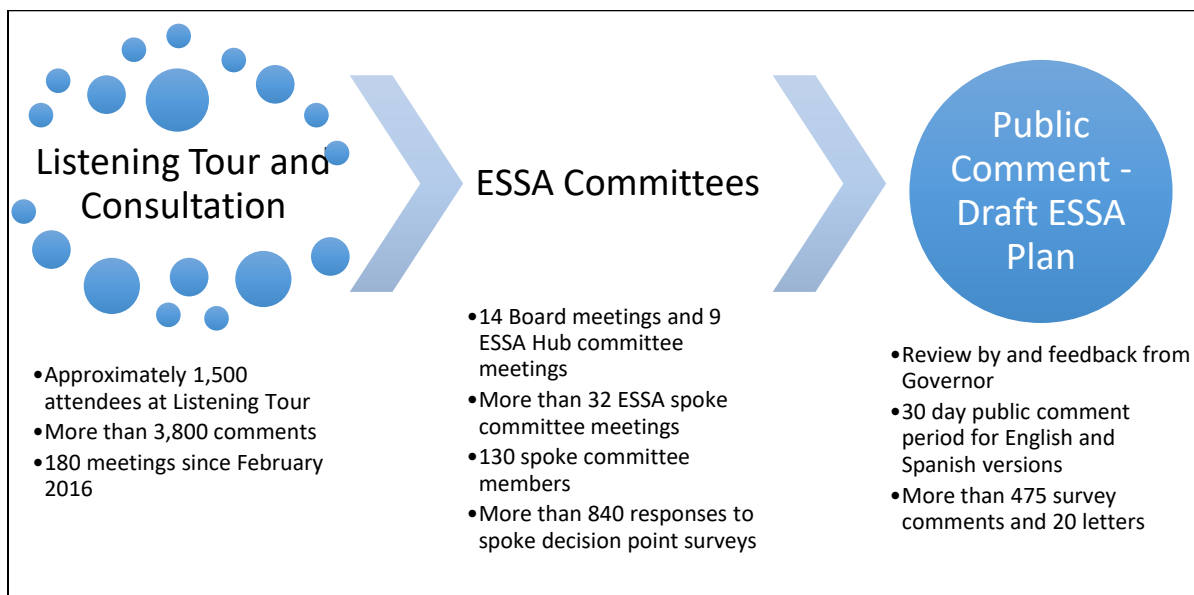 Listening Tour and
Consultation
•Approximately 1,500
attendees at Listening Tour
•More than 3,800 comments
•180 meetings since February
2016
ESSA Committees
•14 Board meetings and 9
ESSA Hub committee
meetings
•More than 32 ESSA spoke
committee meetings
•130 spoke committee
members
•More than 840 responses to
spoke decision point surveys
Public
Comment -
Draft ESSA
Plan
•Review by and feedback from
Governor
•30 day public comment
period for English and
Spanish versions
•More than 475 survey
comments and 20 letters